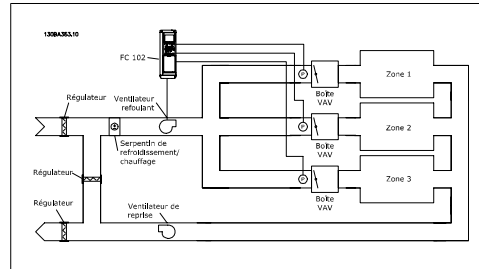 130BA353.10
FC 102
Régulateur
Ventilateur
refoulant
Serpentin de
refroidissement/
chauffage
Régulateur
Régulateur
Ventilateur de
reprise
P
Boîte
VAV
Zone 1
P
Boîte
VAV
Zone 2
P
Boîte
VAV
Zone 3